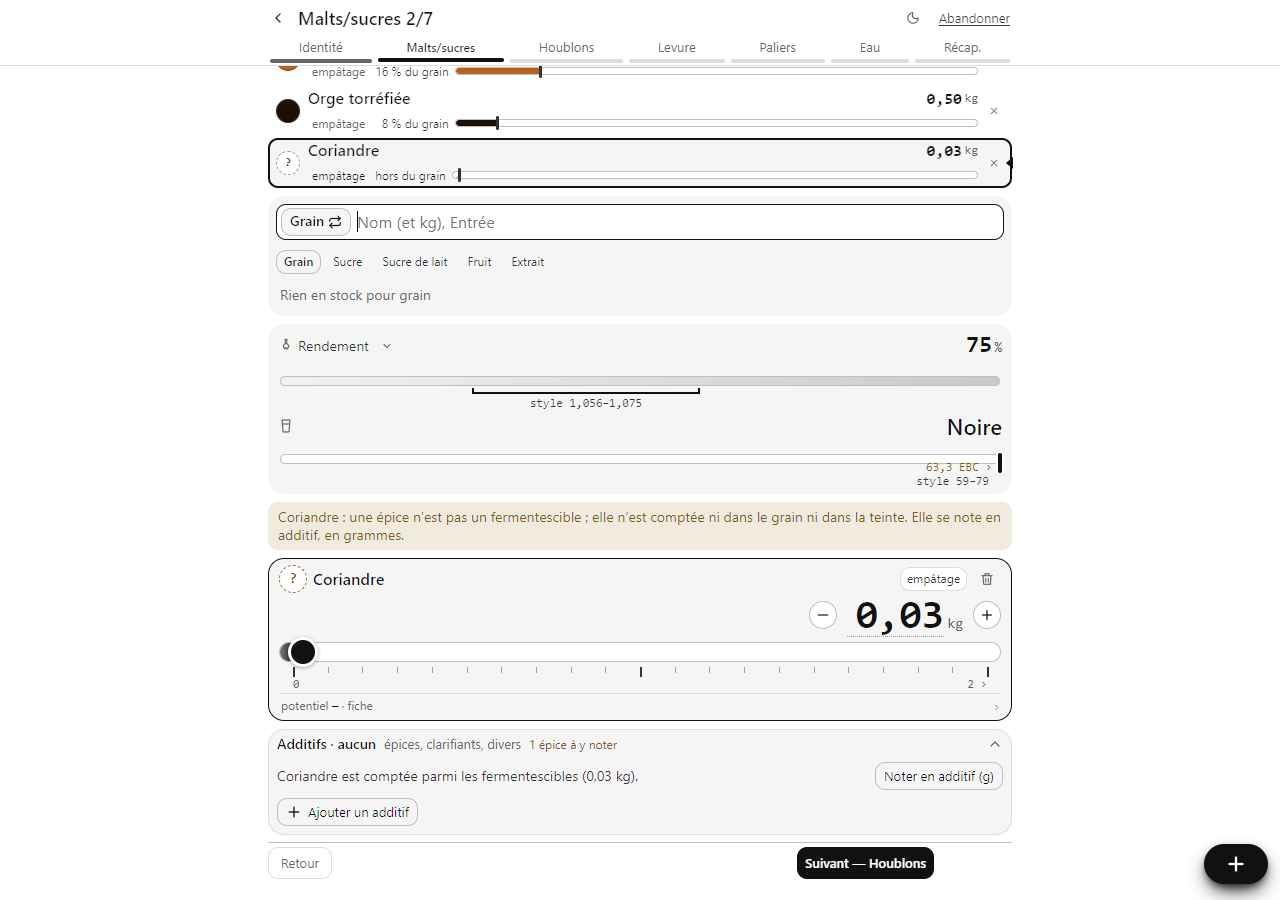 Malts/sucres 2/7
Abandonner
Identité
Malts/sucres
Houblons
Levure
Paliers
Eau
Récap.
empâtage 16 % du grain
Orge torréfiée
0,50 kg
empâtage 8 % du grain
?
Coriandre
0,03 kg
empâtage hors du grain
Grain
Nom (et kg), Entrée
Grain
Sucre
Sucre de lait
Fruit
Extrait
Rien en stock pour grain
Rendement
75 %
style 1,056–1,075
Noire
63,3 EBC ›
style 59–79
Coriandre : une épice n’est pas un fermentescible ; elle n’est comptée ni dans le grain ni dans la teinte. Elle se note en
additif, en grammes.
?
Coriandre
empâtage
0,03 kg
0
2 ›
potentiel – · fiche
Additifs · aucun épices, clarifiants, divers 1 épice à y noter
Coriandre est comptée parmi les fermentescibles (0,03 kg).
Noter en additif (g)
Ajouter un additif
Retour
Suivant — Houblons